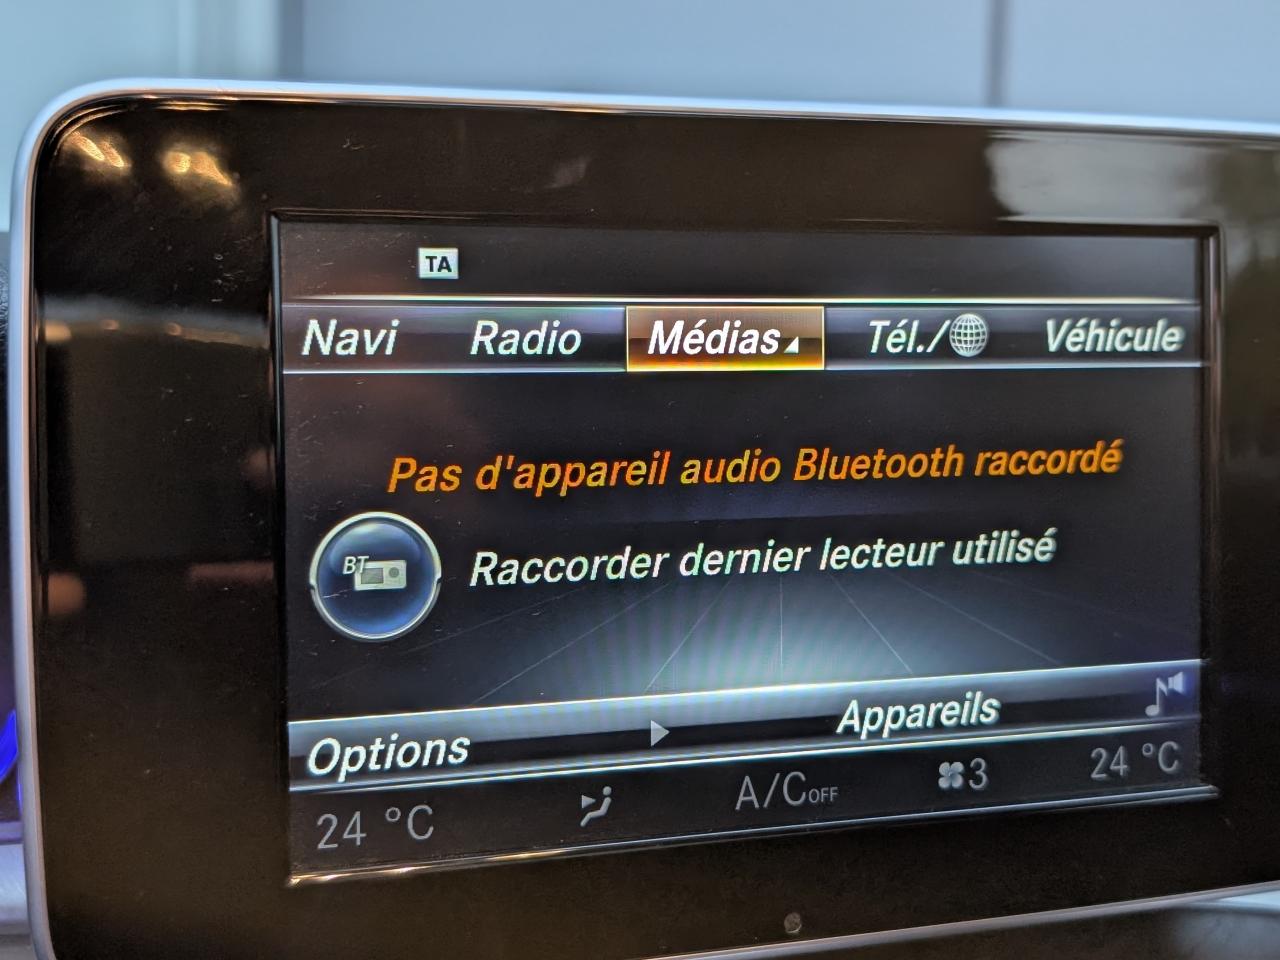 TA
Navi Radio Médias Tél./ Véhicule
Pas d'appareil audio Bluetooth raccordé
BT
Raccorder dernier lecteur utilisé
Options Appareils
24 °C A/C OFF 3 24 °C